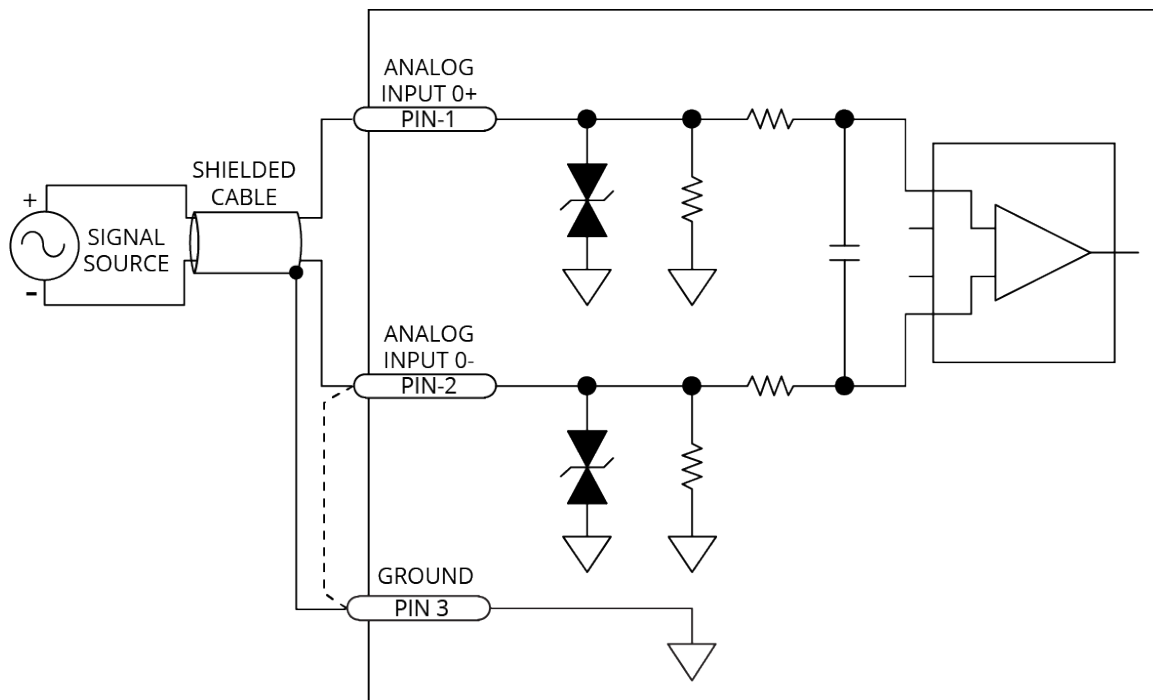 ANALOG
INPUT 0+
PIN-1
SHIELDED
CABLE
+
SIGNAL
SOURCE
-
ANALOG
INPUT 0-
PIN-2
GROUND
PIN 3